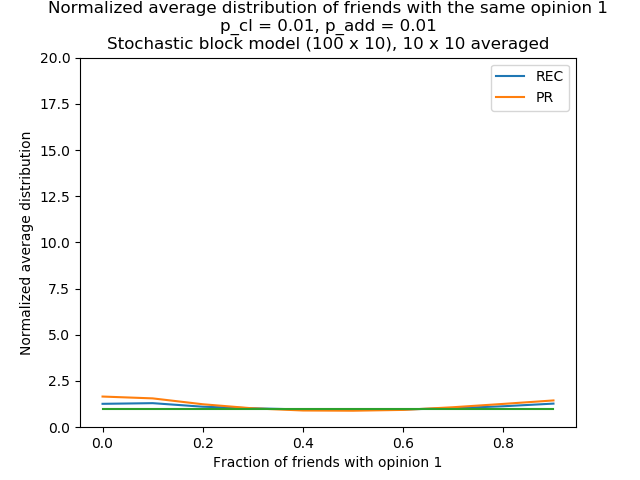 Normalized average distribution of friends with the same opinion 1
p_cl = 0.01, p_add = 0.01
Stochastic block model (100 x 10), 10 x 10 averaged
REC
PR
Normalized average distribution
20.0
17.5
15.0
12.5
10.0
7.5
5.0
2.5
0.0
0.0 0.2 0.4 0.6 0.8
Fraction of friends with opinion 1